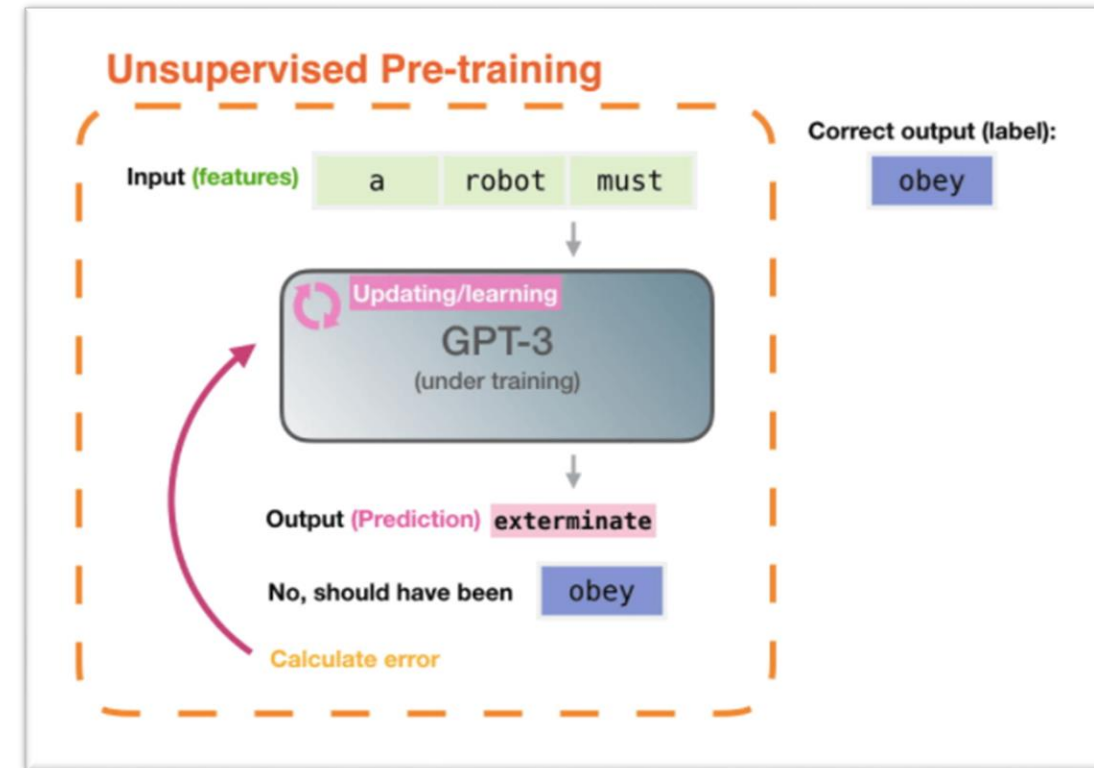 Unsupervised Pre-training
Correct output (label):
Input (features) a robot must
obey
Updating/learning
GPT-3
(under training)
Output (Prediction) exterminate
No, should have been obey
Calculate error